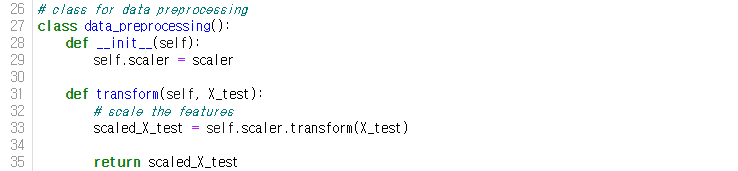 26 # class for data preprocessing
27 class data_preprocessing():
28     def __init__(self):
29         self.scaler = scaler
30
31     def transform(self, X_test):
32         # scale the features
33         scaled_X_test = self.scaler.transform(X_test)
34
35         return scaled_X_test